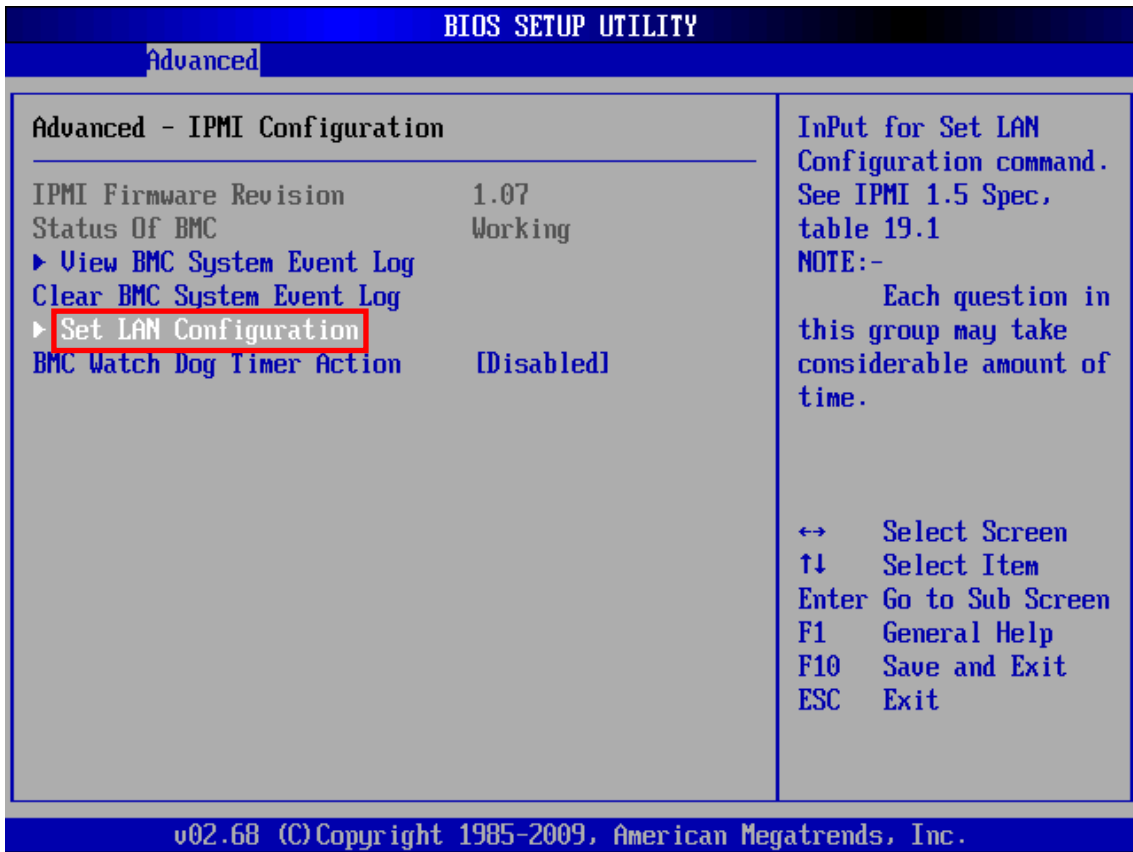 BIOS SETUP UTILITY
Advanced
Advanced - IPMI Configuration
IPMI Firmware Revision 1.07
Status Of BMC Working
▶ View BMC System Event Log
Clear BMC System Event Log
▶ Set LAN Configuration
BMC Watch Dog Timer Action [Disabled]
InPut for Set LAN
Configuration command.
See IPMI 1.5 Spec,
table 19.1
NOTE:-
Each question in
this group may take
considerable amount of
time.
↔ Select Screen
↑↓ Select Item
Enter Go to Sub Screen
F1 General Help
F10 Save and Exit
ESC Exit
v02.68 (C)Copyright 1985-2009, American Megatrends, Inc.